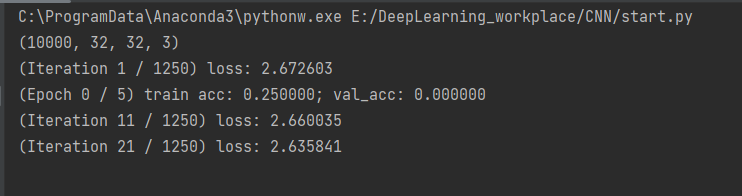 C:\ProgramData\Anaconda3\pythonw.exe E:/DeepLearning_workplace/CNN/start.py
(10000, 32, 32, 3)
(Iteration 1 / 1250) loss: 2.672603
(Epoch 0 / 5) train acc: 0.250000; val_acc: 0.000000
(Iteration 11 / 1250) loss: 2.660035
(Iteration 21 / 1250) loss: 2.635841